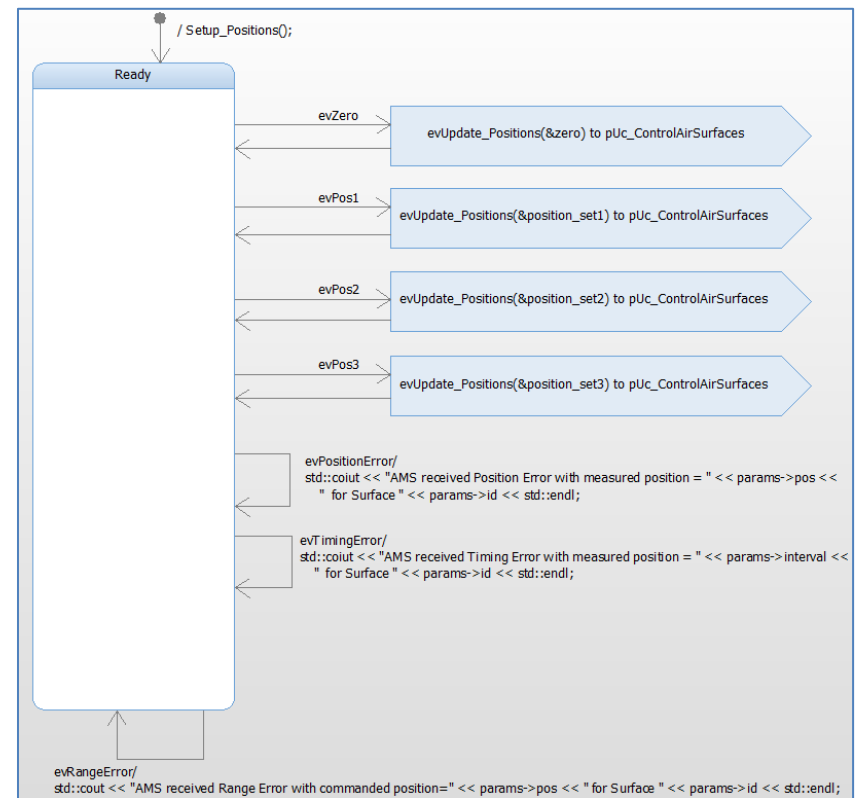 / Setup_Positions();
Ready
evZero
evUpdate_Positions(&zero) to pUc_ControlAirSurfaces
evPos1
evUpdate_Positions(&position_set1) to pUc_ControlAirSurfaces
evPos2
evUpdate_Positions(&position_set2) to pUc_ControlAirSurfaces
evPos3
evUpdate_Positions(&position_set3) to pUc_ControlAirSurfaces
evPositionError/
std::coiut << "AMS received Position Error with measured position = " << params->pos <<
" for Surface " << params->id << std::endl;
evTimingError/
std::coiut << "AMS received Timing Error with measured position = " << params->interval <<
" for Surface " << params->id << std::endl;
evRangeError/
std::cout << "AMS received Range Error with commanded position=" << params->pos << " for Surface " << params->id << std::endl;